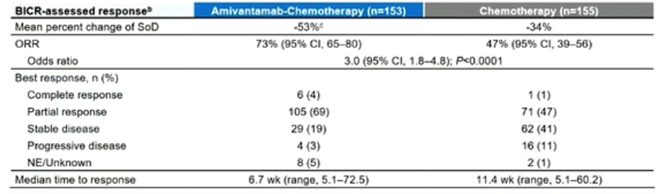 BICR-assessed responseᵇ Amivantamab-Chemotherapy (n=153) Chemotherapy (n=155)
Mean percent change of SoD -53%ᶜ -34%
ORR 73% (95% CI, 65–80) 47% (95% CI, 39–56)
Odds ratio 3.0 (95% CI, 1.8–4.8); P<0.0001
Best response, n (%)
Complete response 6 (4) 1 (1)
Partial response 105 (69) 71 (47)
Stable disease 29 (19) 62 (41)
Progressive disease 4 (3) 16 (11)
NE/Unknown 8 (5) 2 (1)
Median time to response 6.7 wk (range, 5.1–72.5) 11.4 wk (range, 5.1–60.2)